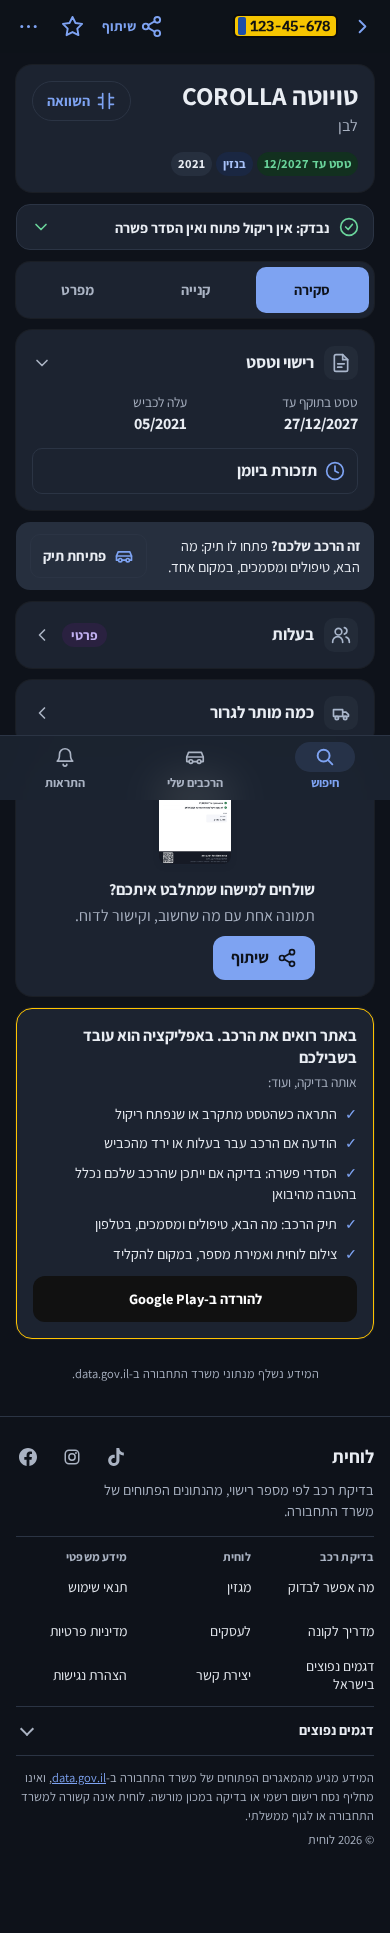 123-45-678
שיתוף
טויוטה COROLLA
לבן
השוואה
טסט עד 12/2027
בנזין
2021
נבדק: אין ריקול פתוח ואין הסדר פשרה
סקירה
קנייה
מפרט
רישוי וטסט
טסט בתוקף עד
עלה לכביש
27/12/2027
05/2021
תזכורת ביומן
זה הרכב שלכם? פתחו לו תיק: מה
הבא, טיפולים ומסמכים, במקום אחד.
פתיחת תיק
בעלות
פרטי
כמה מותר לגרור
חיפוש
הרכבים שלי
התראות
שולחים למישהו שמתלבט איתכם?
תמונה אחת עם מה שחשוב, וקישור לדוח.
שיתוף
באתר רואים את הרכב. באפליקציה הוא עובד
בשבילכם
אותה בדיקה, ועוד:
✓ התראה כשהטסט מתקרב או שנפתח ריקול
✓ הודעה אם הרכב עבר בעלות או ירד מהכביש
✓ הסדרי פשרה: בדיקה אם ייתכן שהרכב שלכם נכלל
בהטבה מהיבואן
✓ תיק הרכב: מה הבא, טיפולים ומסמכים, בטלפון
✓ צילום לוחית ואמירת מספר, במקום להקליד
להורדה ב-Google Play
המידע נשלף מנתוני משרד התחבורה ב-data.gov.il.
לוחית
בדיקת רכב לפי מספר רישוי, מהנתונים הפתוחים של
משרד התחבורה.
בדיקת רכב
לוחית
מידע משפטי
מה אפשר לבדוק
מגזין
תנאי שימוש
מדריך לקונה
לעסקים
מדיניות פרטיות
דגמים נפוצים
בישראל
יצירת קשר
הצהרת נגישות
דגמים נפוצים
המידע מגיע מהמאגרים הפתוחים של משרד התחבורה ב-data.gov.il, ואינו
מחליף נסח רישום רשמי או בדיקה במכון מורשה. לוחית אינה קשורה למשרד
התחבורה או לגוף ממשלתי.
© 2026 לוחית